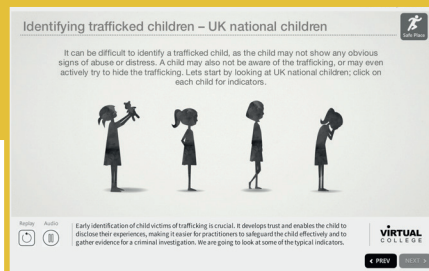 Identifying trafficked children – UK national children
Safe Place
It can be difficult to identify a trafficked child, as the child may not show any obvious
signs of abuse or distress. A child may also not be aware of the trafficking, or may even
actively try to hide the trafficking. Lets start by looking at UK national children; click on
each child for indicators.
Replay Audio
Early identification of child victims of trafficking is crucial. It develops trust and enables the child to
disclose their experiences, making it easier for practitioners to safeguard the child effectively and to
gather evidence for a criminal investigation. We are going to look at some of the typical indicators.
VIRTUAL
COLLEGE
PREV NEXT